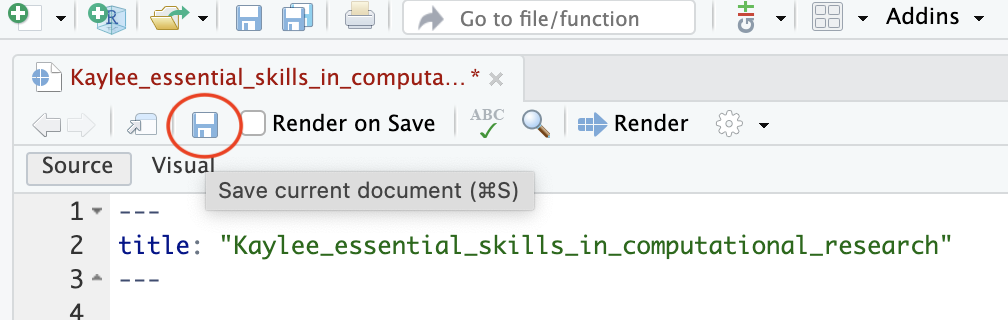 Go to file/function Addins
Kaylee_essential_skills_in_computa...*
Render on Save ABC Render
Source Visual
Save current document (⌘S)
1 ---
2 title: "Kaylee_essential_skills_in_computational_research"
3 ---
4